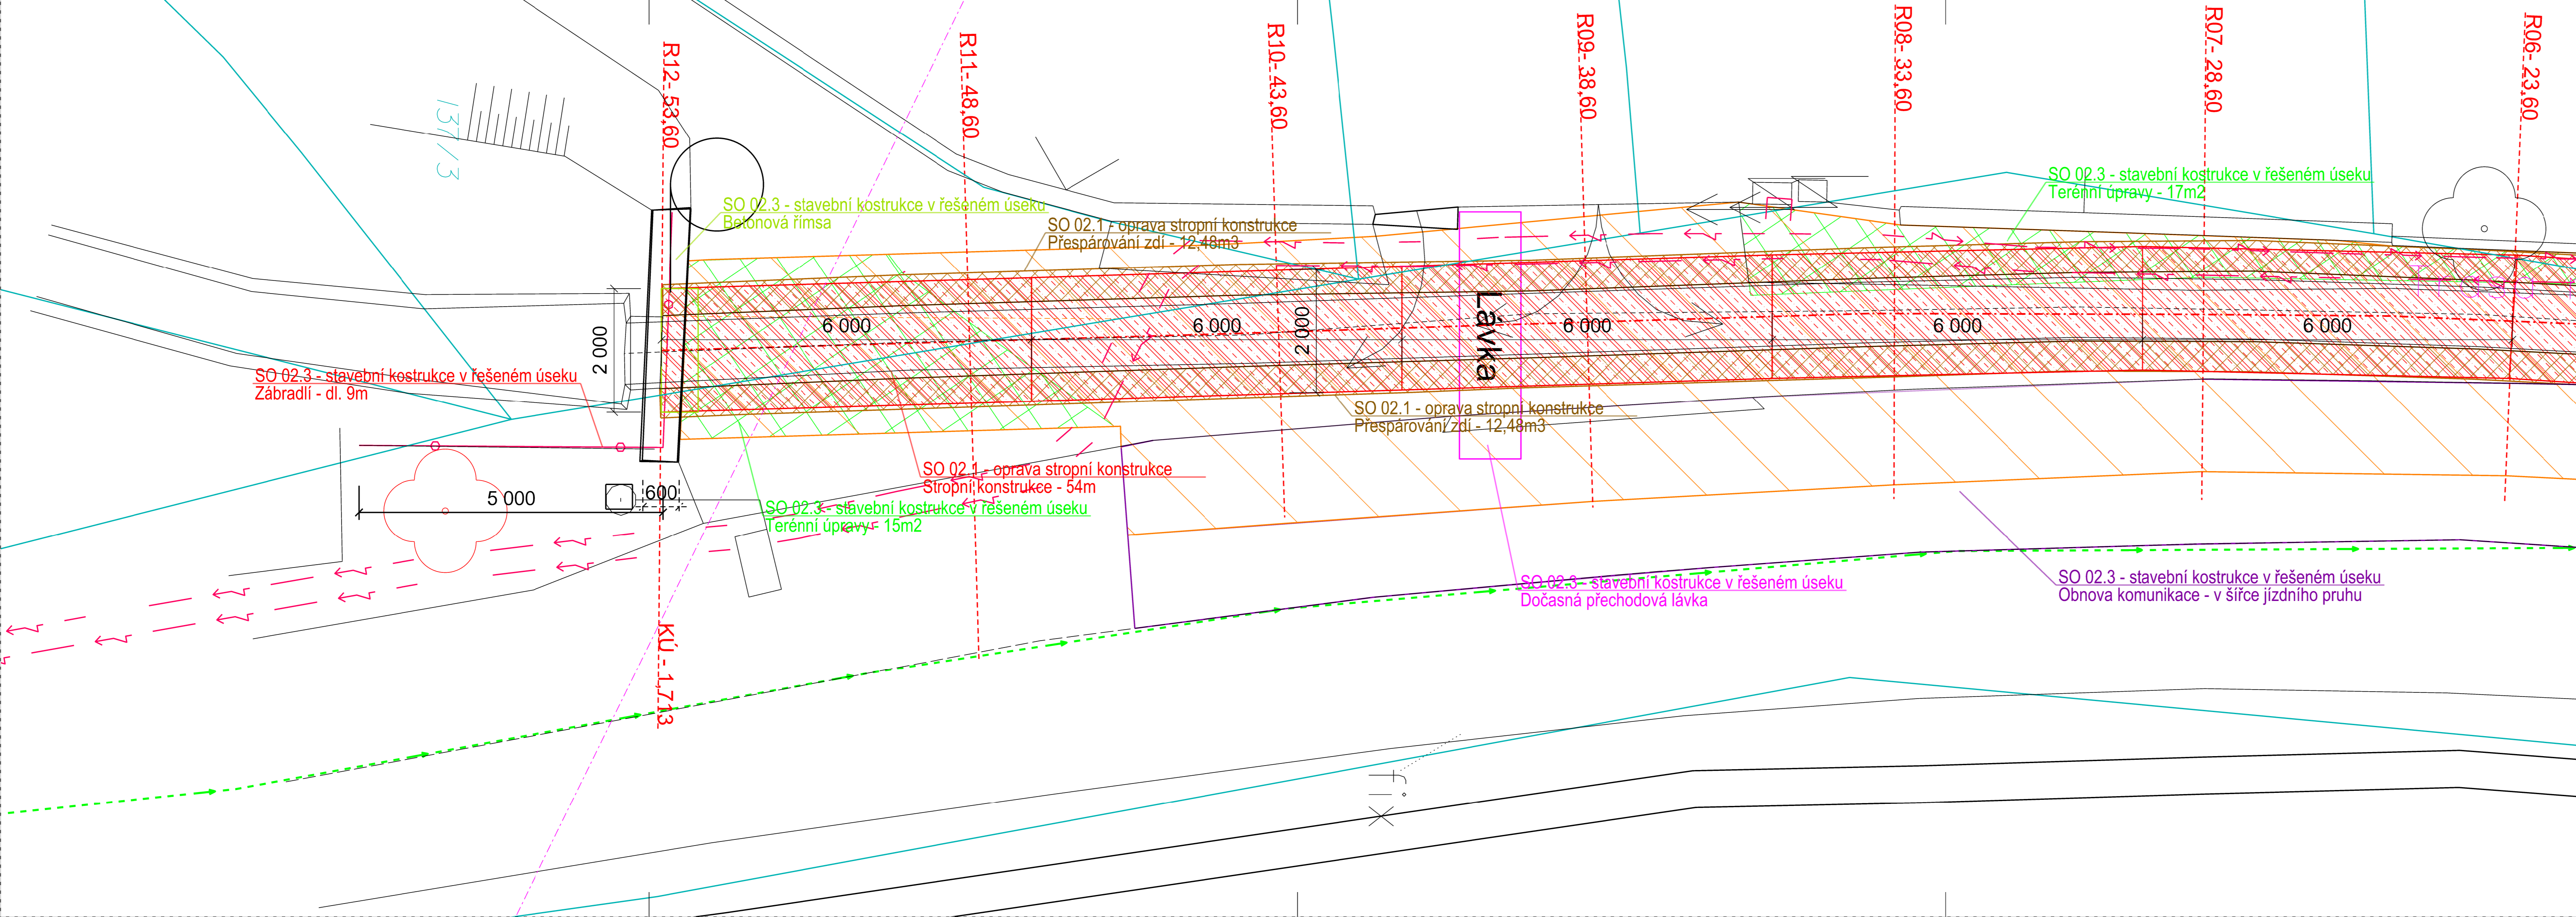 R12- 53,60
R11- 48,60
R10- 43,60
R09- 38,60
R08- 33,60
R07- 28,60
R06- 23,60
137/3
SO 02.3 - stavební kostrukce v řešeném úseku
Betonová římsa
SO 02.1 - oprava stropní konstrukce
Přespárování zdí - 12,48m3
SO 02.3 - stavební kostrukce v řešeném úseku
Terénní úpravy - 17m2
6 000
6 000
6 000
6 000
6 000
2 000
2 000
Lávka
SO 02.3 - stavební kostrukce v řešeném úseku
Zábradlí - dl. 9m
SO 02.1 - oprava stropní konstrukce
Přespárování zdí - 12,48m3
SO 02.1 - oprava stropní konstrukce
Stropní konstrukce - 54m
5 000
600
SO 02.3 - stavební kostrukce v řešeném úseku
Terénní úpravy - 15m2
SO 02.3 - stavební kostrukce v řešeném úseku
Dočasná přechodová lávka
SO 02.3 - stavební kostrukce v řešeném úseku
Obnova komunikace - v šířce jízdního pruhu
KÚ - 1,713